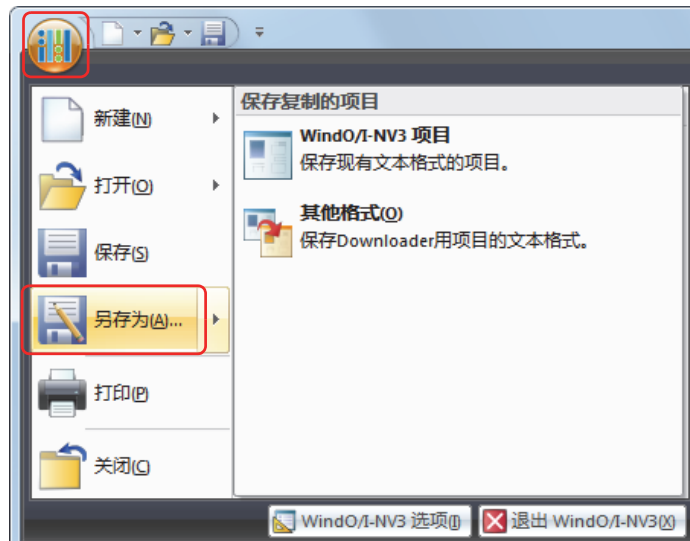 新建(N)
打开(O)
保存(S)
另存为(A)...
打印(P)
关闭(C)
保存复制的项目
WindO/I-NV3 项目
保存现有文本格式的项目。
其他格式(O)
保存Downloader用项目的文本格式。
WindO/I-NV3 选项(I)
退出 WindO/I-NV3(X)